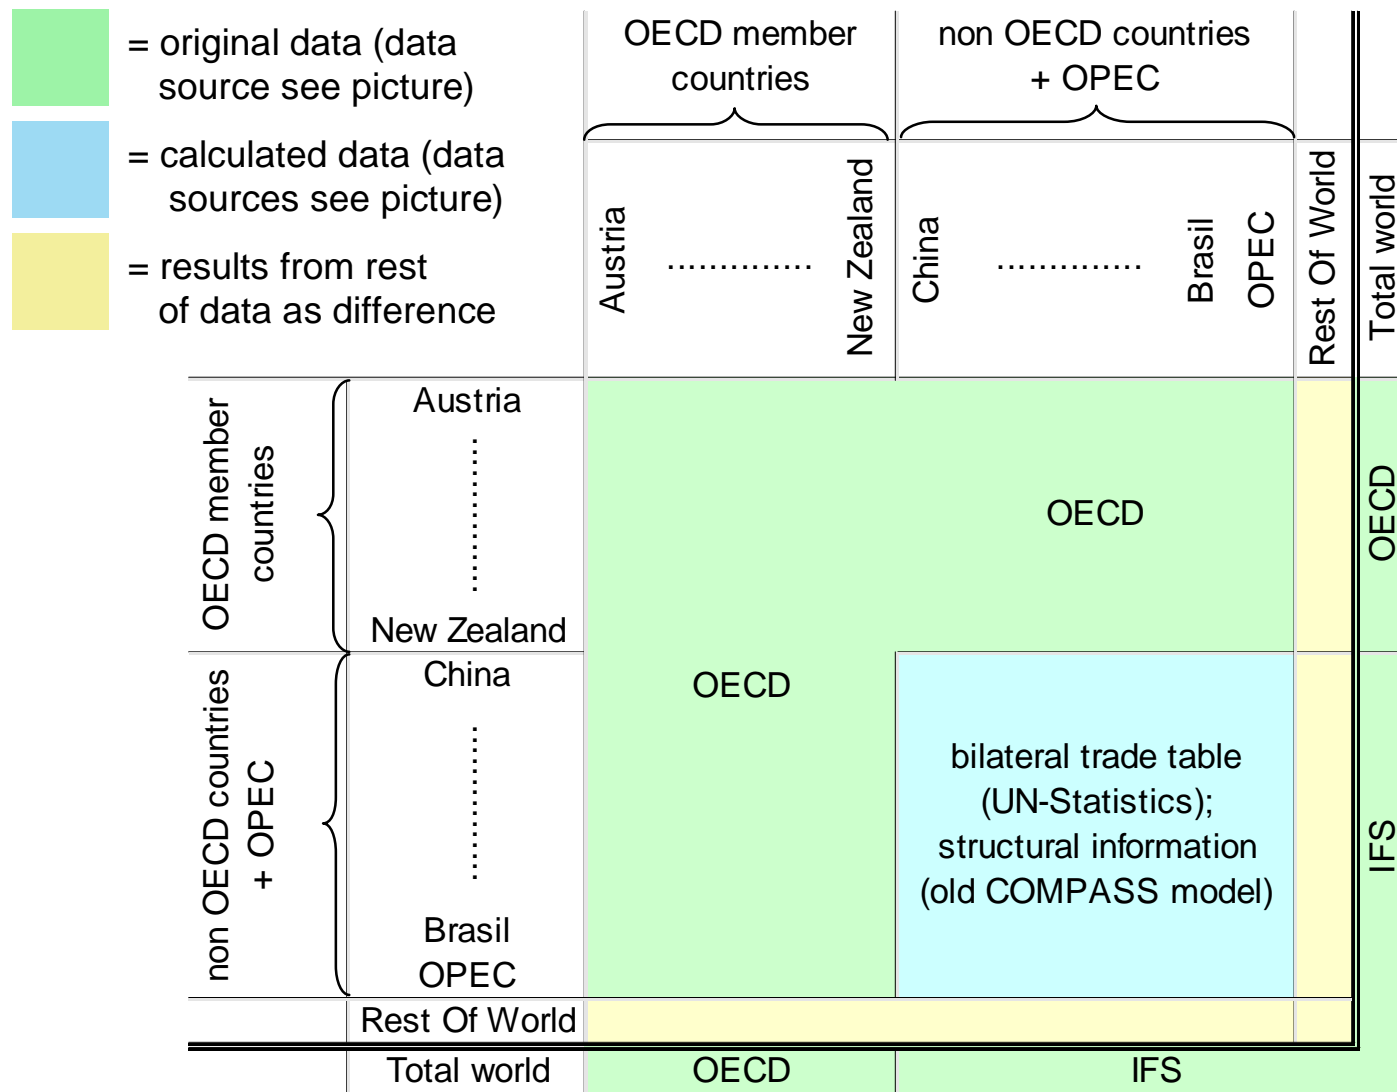 = original data (data
source see picture)
= calculated data (data
sources see picture)
= results from rest
of data as difference
OECD member
countries
non OECD countries
+ OPEC
Austria
..............
New Zealand
China
..............
Brasil
OPEC
Rest Of World
Total world
OECD member
countries
Austria
..............
New Zealand
non OECD countries
+ OPEC
China
..............
Brasil
OPEC
Rest Of World
Total world
OECD
OECD
OECD
bilateral trade table
(UN-Statistics);
structural information
(old COMPASS model)
IFS
OECD
IFS